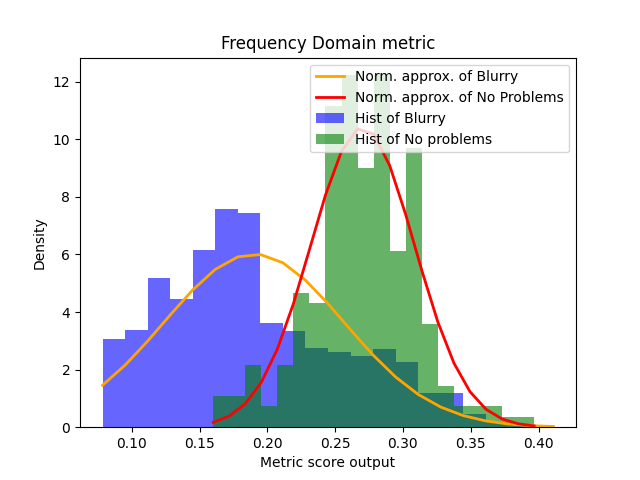 Frequency Domain metric
Norm. approx. of Blurry
Norm. approx. of No Problems
Hist of Blurry
Hist of No problems
Density
12
10
8
6
4
2
0
0.10 0.15 0.20 0.25 0.30 0.35 0.40
Metric score output